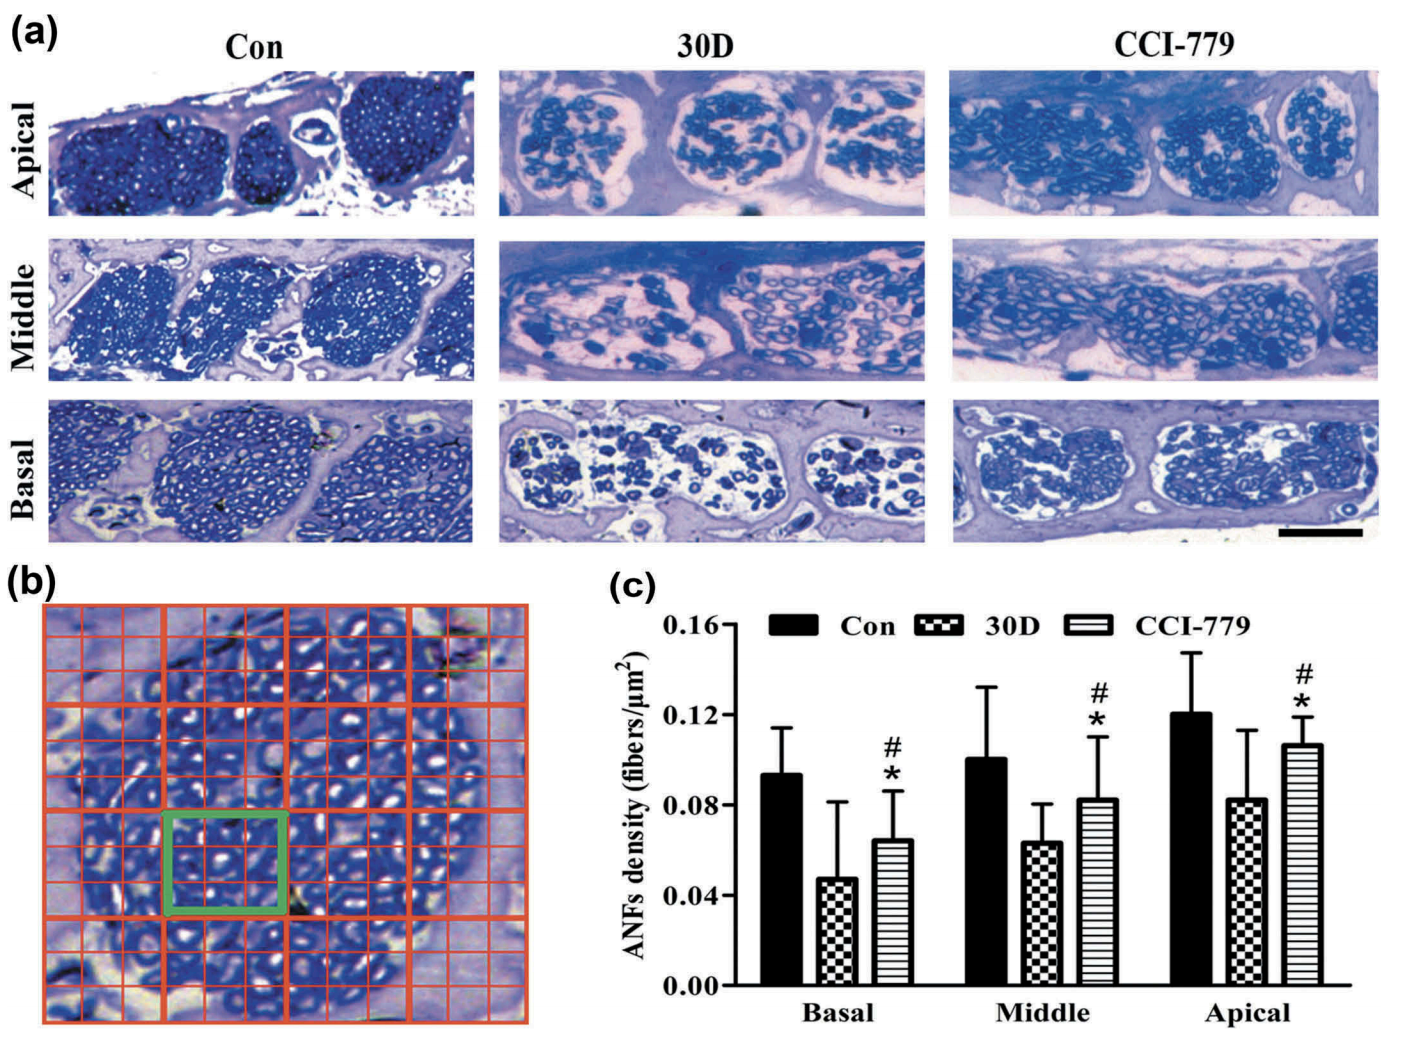 (a)
Con 30D CCI-779
Apical
Middle
Basal
(b)
(c)
0.16
0.12
0.08
0.04
0.00
ANFs density (fibers/μm²)
Con 30D CCI-779
# *
# *
# *
Basal Middle Apical